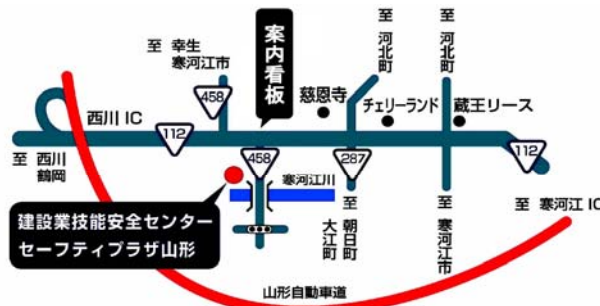 至 幸生
寒河江市
458
案内看板
至 河北町
至 河北町
慈恩寺
チェリーランド
蔵王リース
西川 IC
112
458
287
112
至 西川
鶴岡
寒河江川
建設業技能安全センター
セーフティプラザ山形
至 朝日町
大江町
至 寒河江市
至 寒河江 IC
山形自動車道